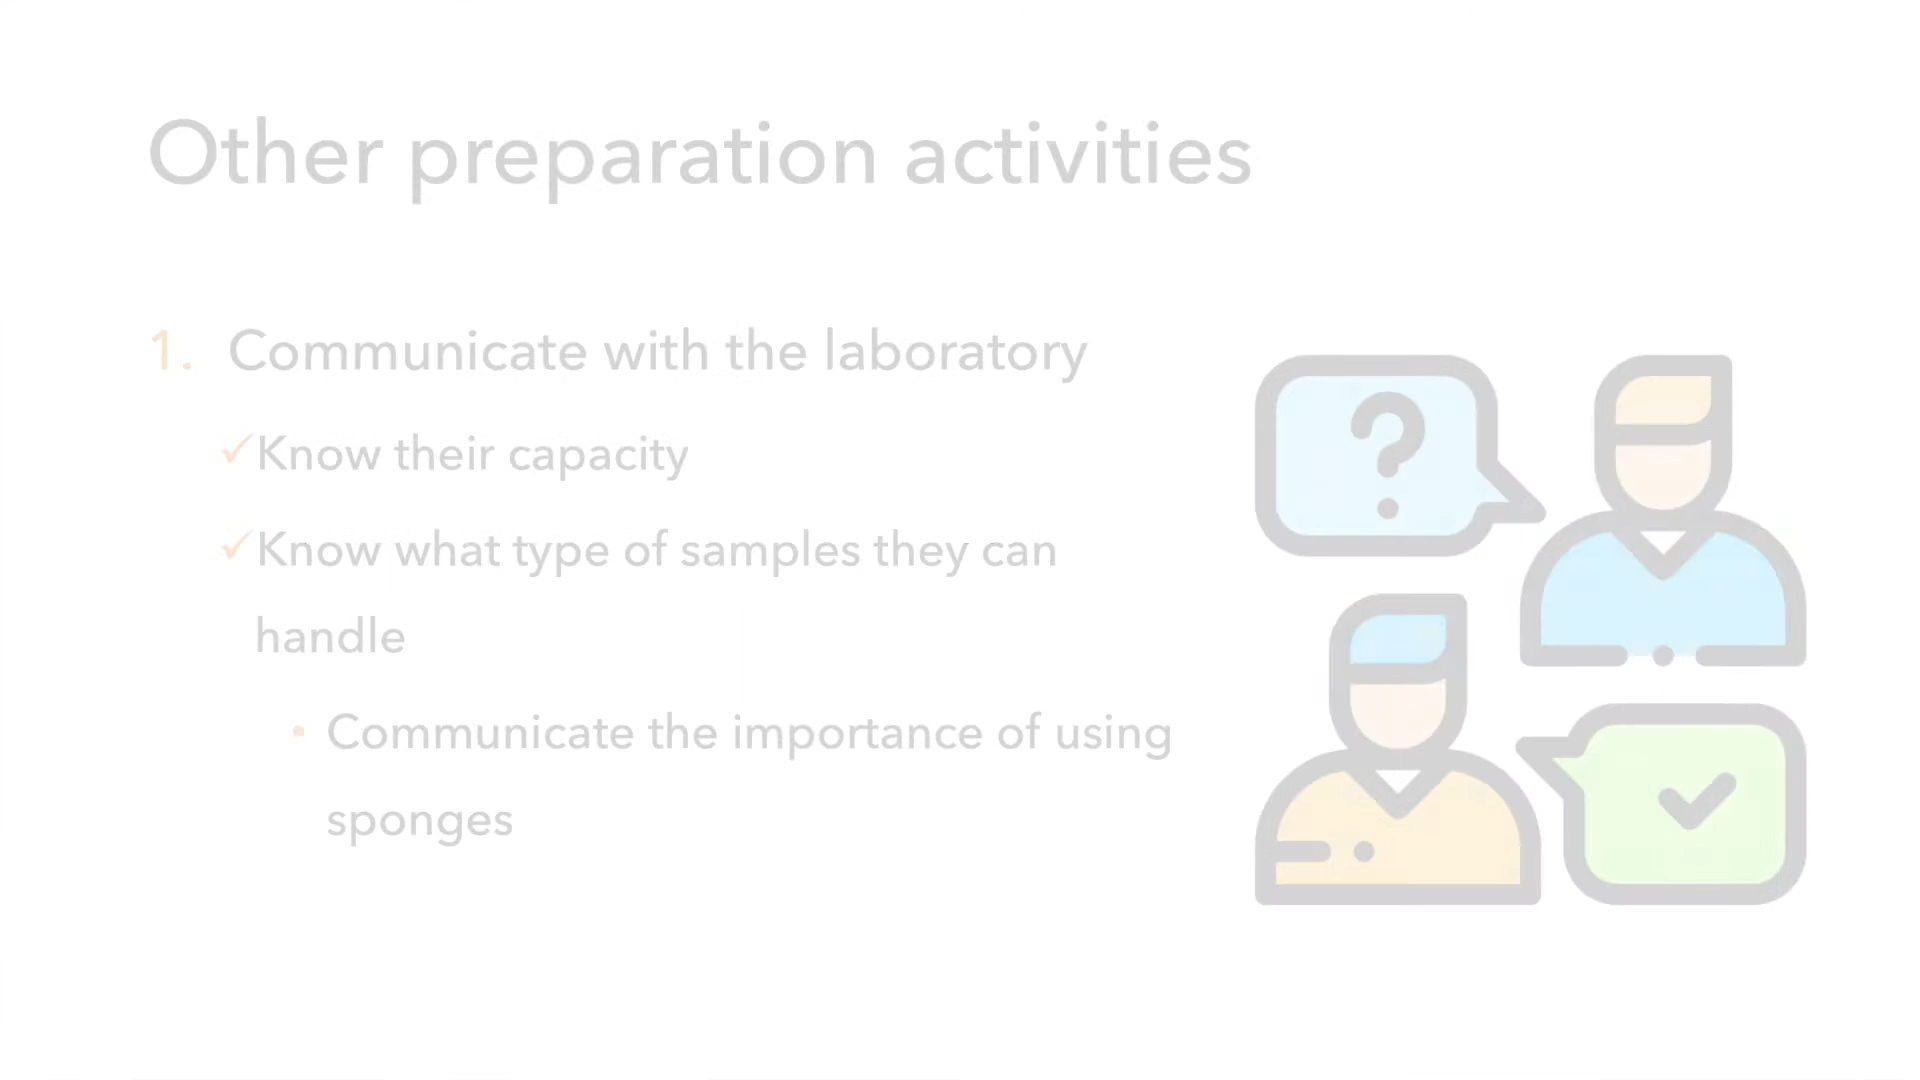 Other preparation activities
1. Communicate with the laboratory
✓Know their capacity
✓Know what type of samples they can
handle
• Communicate the importance of using
sponges
?